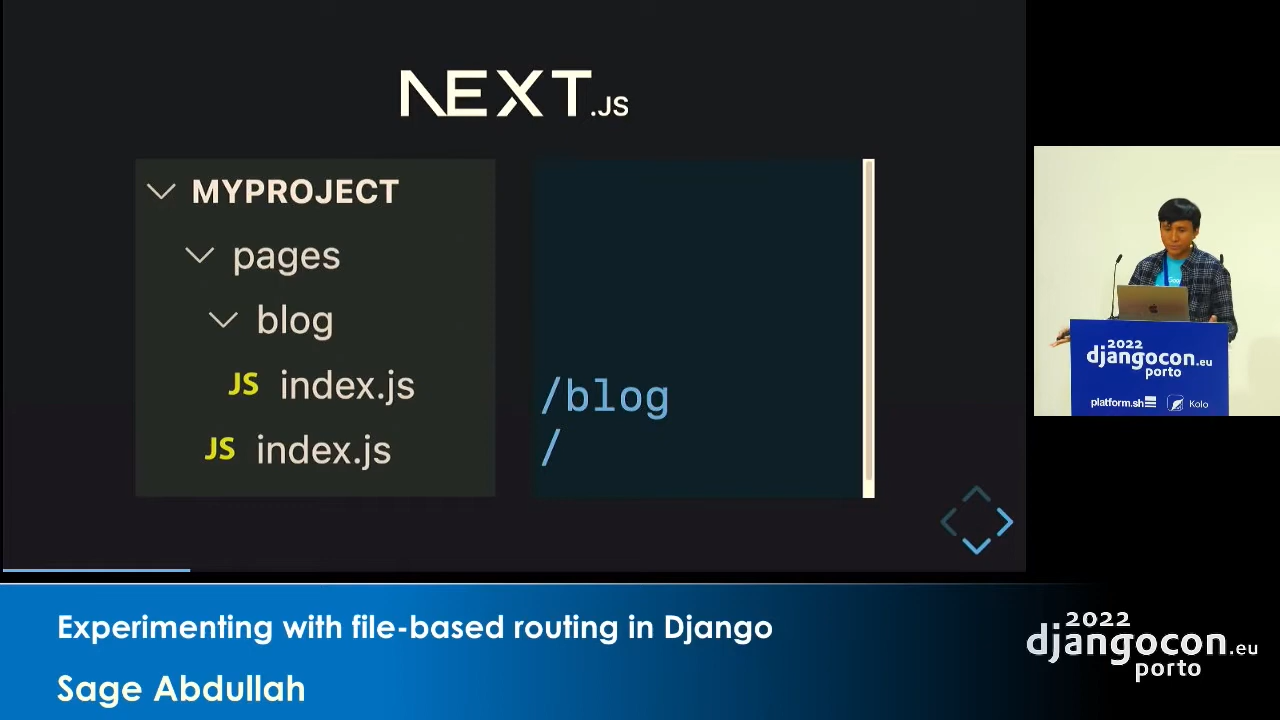 NEXT.JS
MYPROJECT
pages
blog
JS index.js
JS index.js
/blog
/
2022
djangocon.eu
porto
platform.sh
Kolo
Experimenting with file-based routing in Django
Sage Abdullah
2022
djangocon.eu
porto